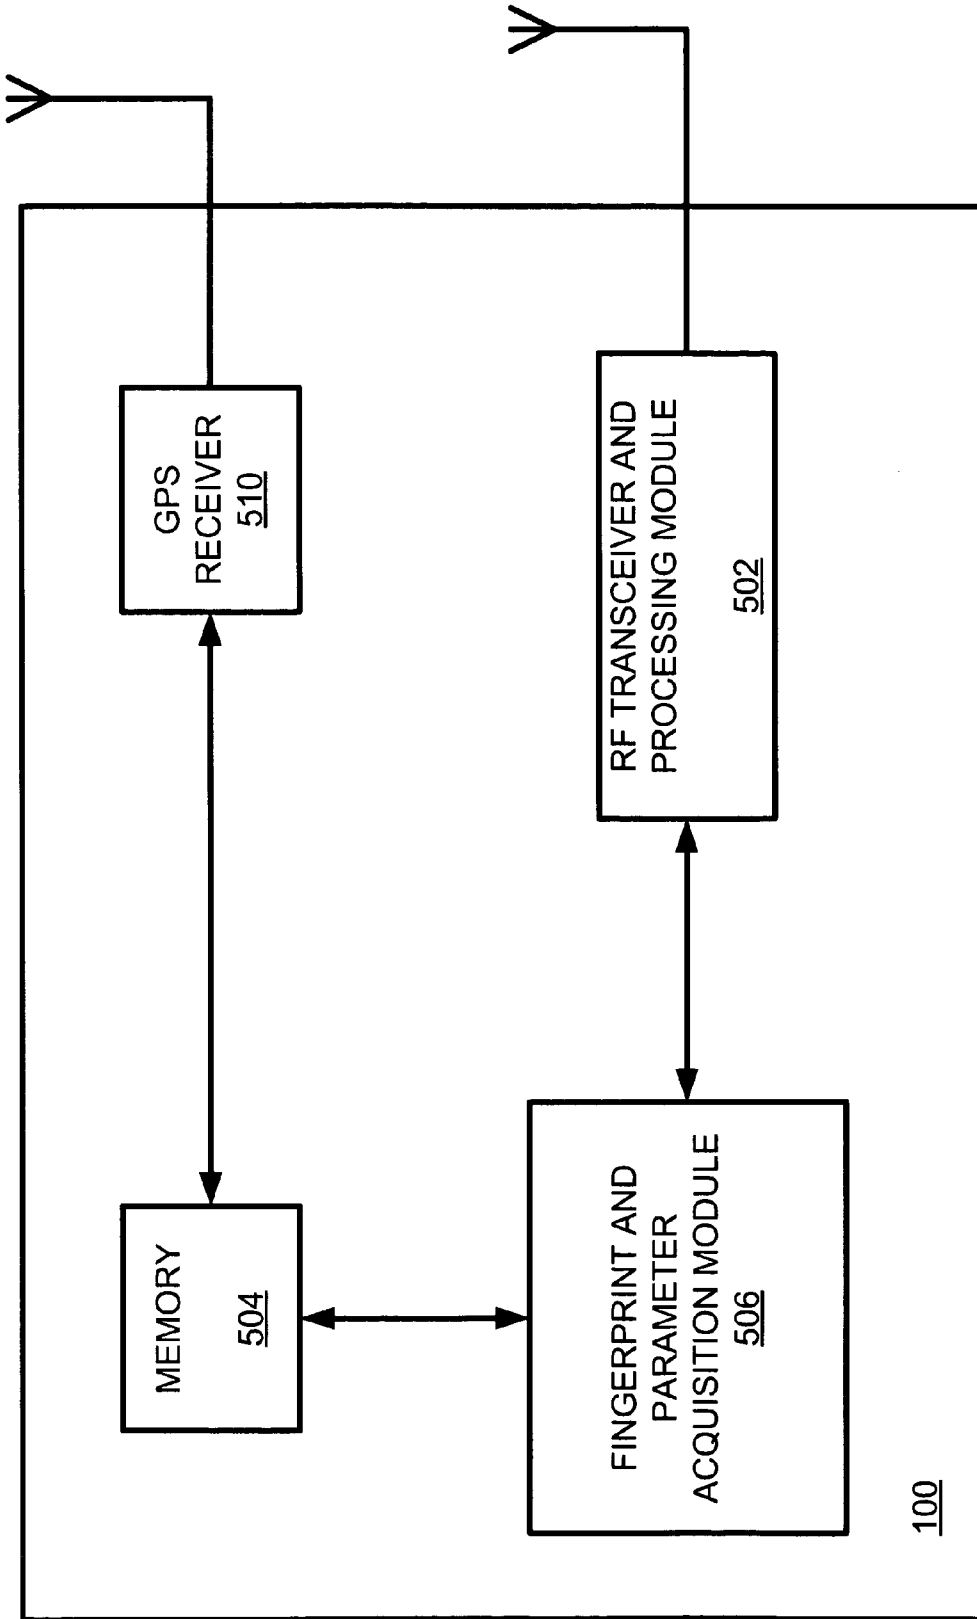 MEMORY
504
GPS
RECEIVER
510
FINGERPRINT AND
PARAMETER
ACQUISITION MODULE
506
RF TRANSCEIVER AND
PROCESSING MODULE
502
100